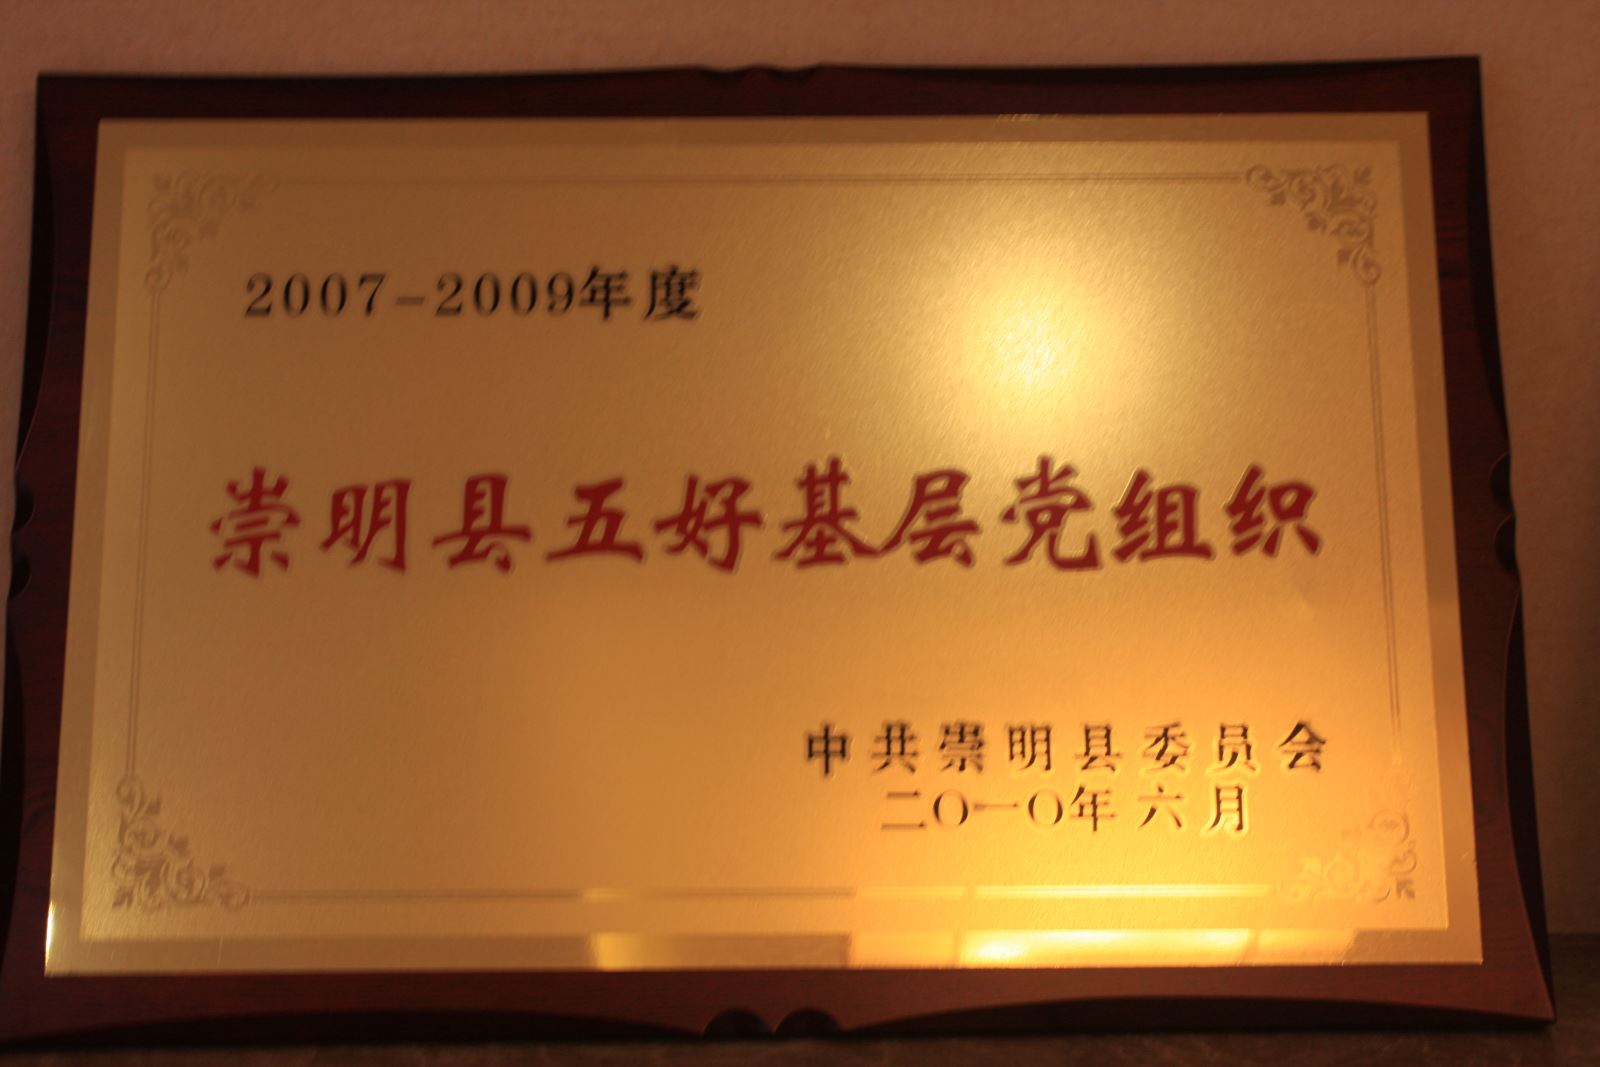 2007-2009年度
崇明县五好基层党组织
中共崇明县委员会
二〇一〇年六月